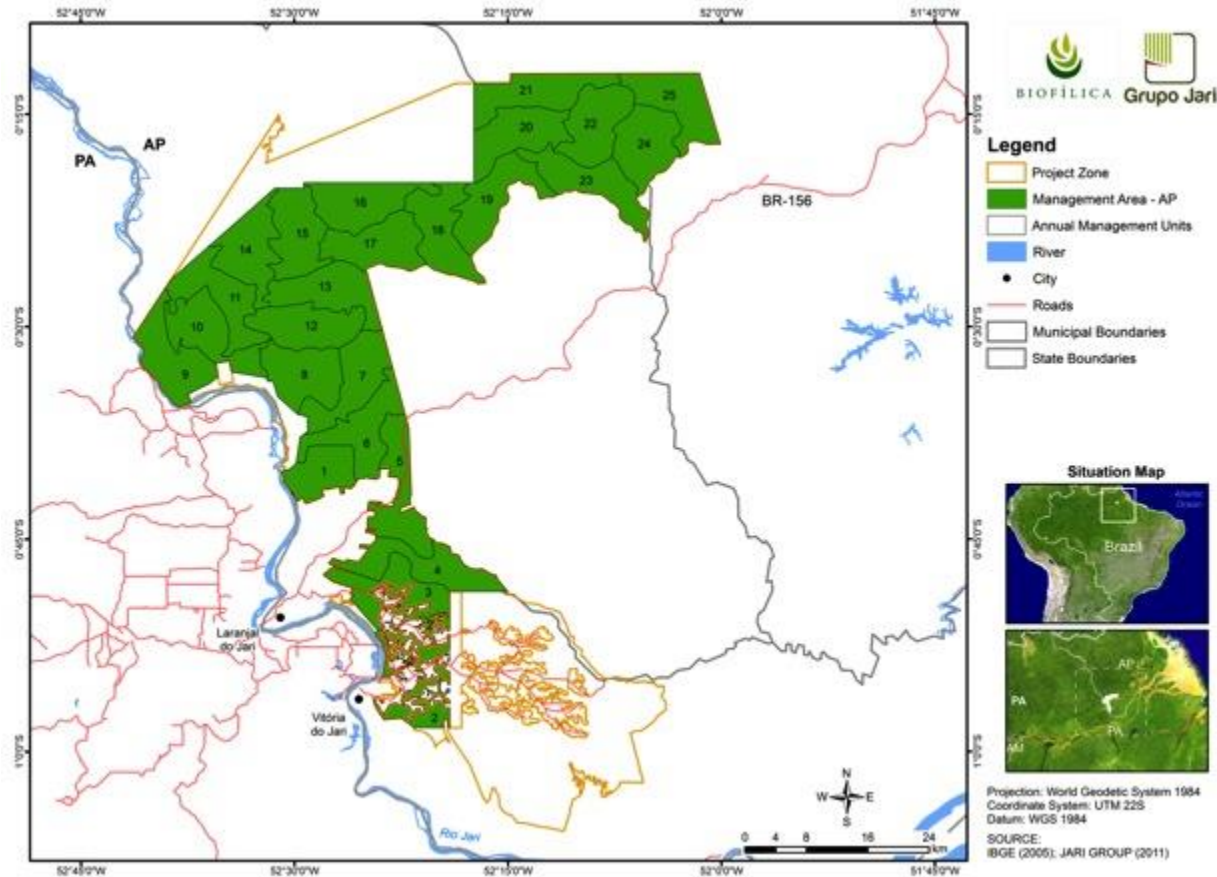 52°45'0"W 52°30'0"W 52°15'0"W 52°0'0"W 51°45'0"W
BIOFÍLICA Grupo Jari
0°15'0"S 0°15'0"S
0°30'0"S 0°30'0"S
0°45'0"S 0°45'0"S
1°0'0"S 1°0'0"S
PA AP
BR-156
21 25
20 22
24
23
19
16
15 18
14 17
13
11
10 12
9 8 7
6
1 5
4
3
2
Laranjal
do Jari
Vitória
do Jari
Rio Jari
N
W E
S
0 4 8 16 24
km
52°45'0"W 52°30'0"W 52°15'0"W 52°0'0"W 51°45'0"W
Legend
Project Zone
Management Area - AP
Annual Management Units
River
City
Roads
Municipal Boundaries
State Boundaries
Situation Map
Atlantic
Ocean
Brazil
AP
PA
PA
AM
Projection: World Geodetic System 1984
Coordinate System: UTM 22S
Datum: WGS 1984
SOURCE:
IBGE (2005); JARI GROUP (2011)